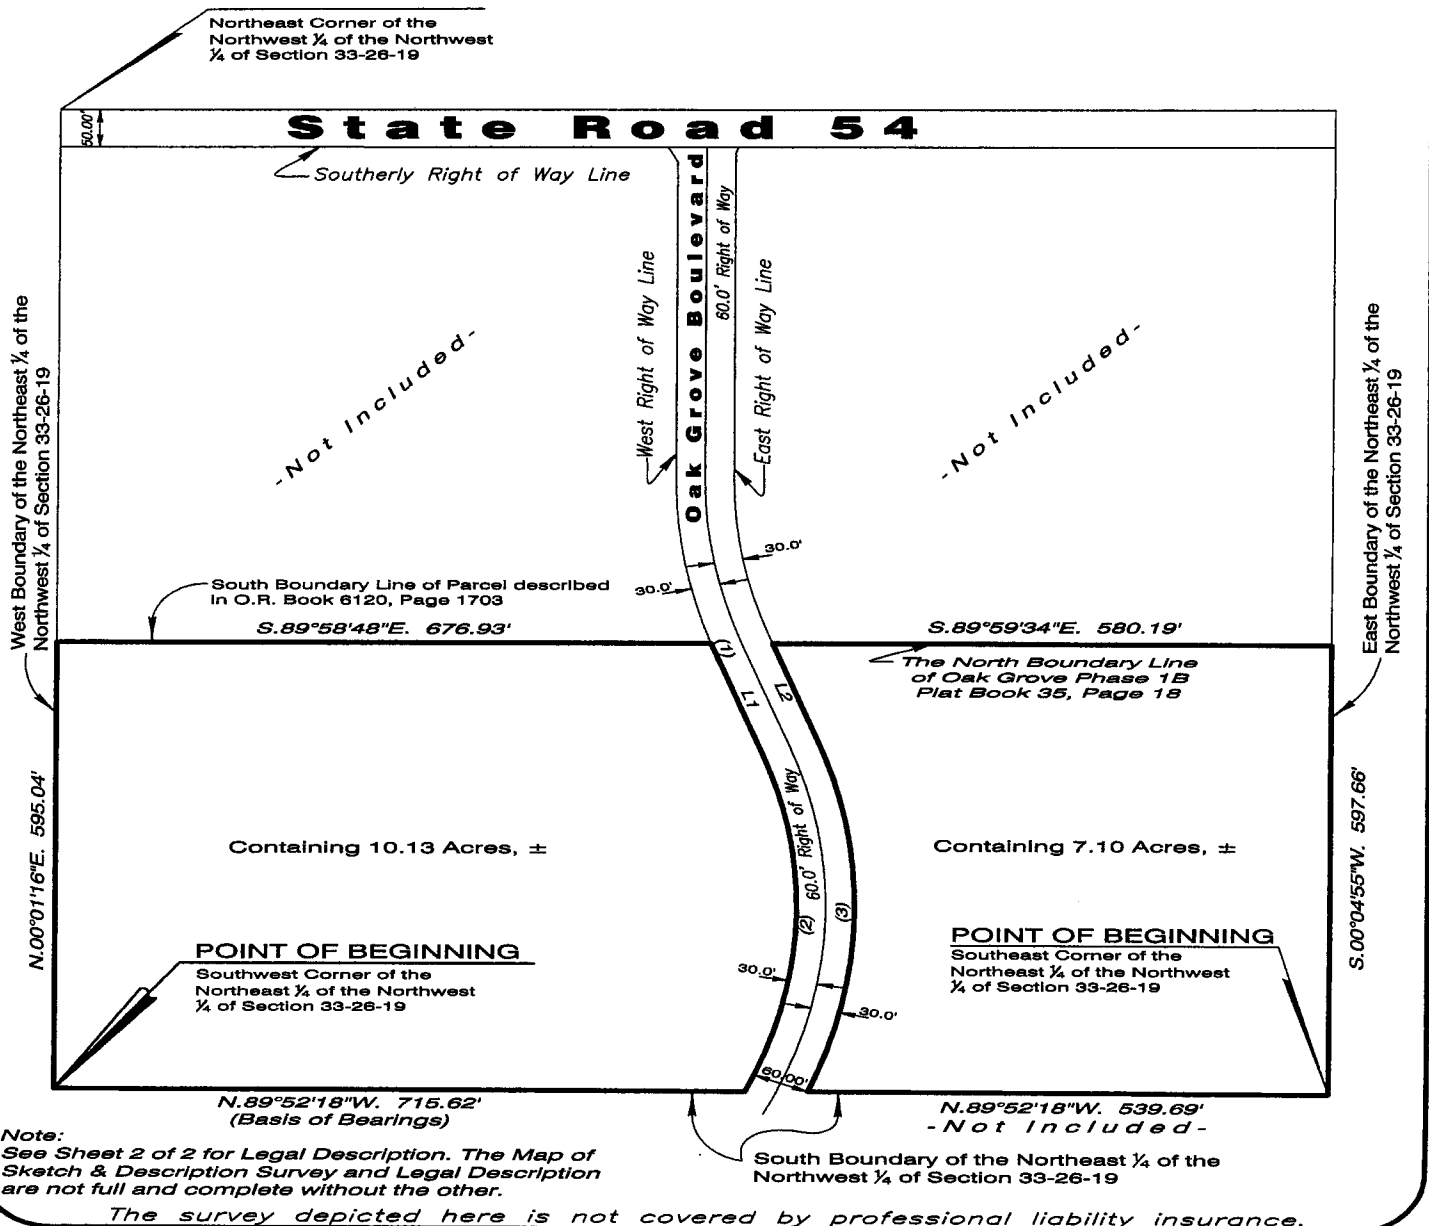 Northeast Corner of the
Northwest ¼ of the Northwest
¼ of Section 33-26-19
50.00'
State Road 54
Southerly Right of Way Line
Oak Grove Boulevard
60.0' Right of Way
West Right of Way Line
East Right of Way Line
-Not Included-
-Not Included-
West Boundary of the Northeast ¼ of the
Northwest ¼ of Section 33-26-19
East Boundary of the Northeast ¼ of the
Northwest ¼ of Section 33-26-19
30.0'
30.0'
South Boundary Line of Parcel described
in O.R. Book 6120, Page 1703
S.89°58'48"E. 676.93'
S.89°59'34"E. 580.19'
The North Boundary Line
of Oak Grove Phase 1B
Plat Book 35, Page 18
(1)
L1
L2
N.00°01'16"E. 595.04'
S.00°04'55"W. 597.66'
60.0' Right of Way
Containing 10.13 Acres, ±
Containing 7.10 Acres, ±
(2)
(3)
POINT OF BEGINNING
Southwest Corner of the
Northeast ¼ of the Northwest
¼ of Section 33-26-19
POINT OF BEGINNING
Southeast Corner of the
Northeast ¼ of the Northwest
¼ of Section 33-26-19
30.0'
30.0'
60.00'
N.89°52'18"W. 715.62'
(Basis of Bearings)
N.89°52'18"W. 539.69'
-Not Included-
Note:
See Sheet 2 of 2 for Legal Description. The Map of
Sketch & Description Survey and Legal Description
are not full and complete without the other.
South Boundary of the Northeast ¼ of the
Northwest ¼ of Section 33-26-19
The survey depicted here is not covered by professional liability insurance.